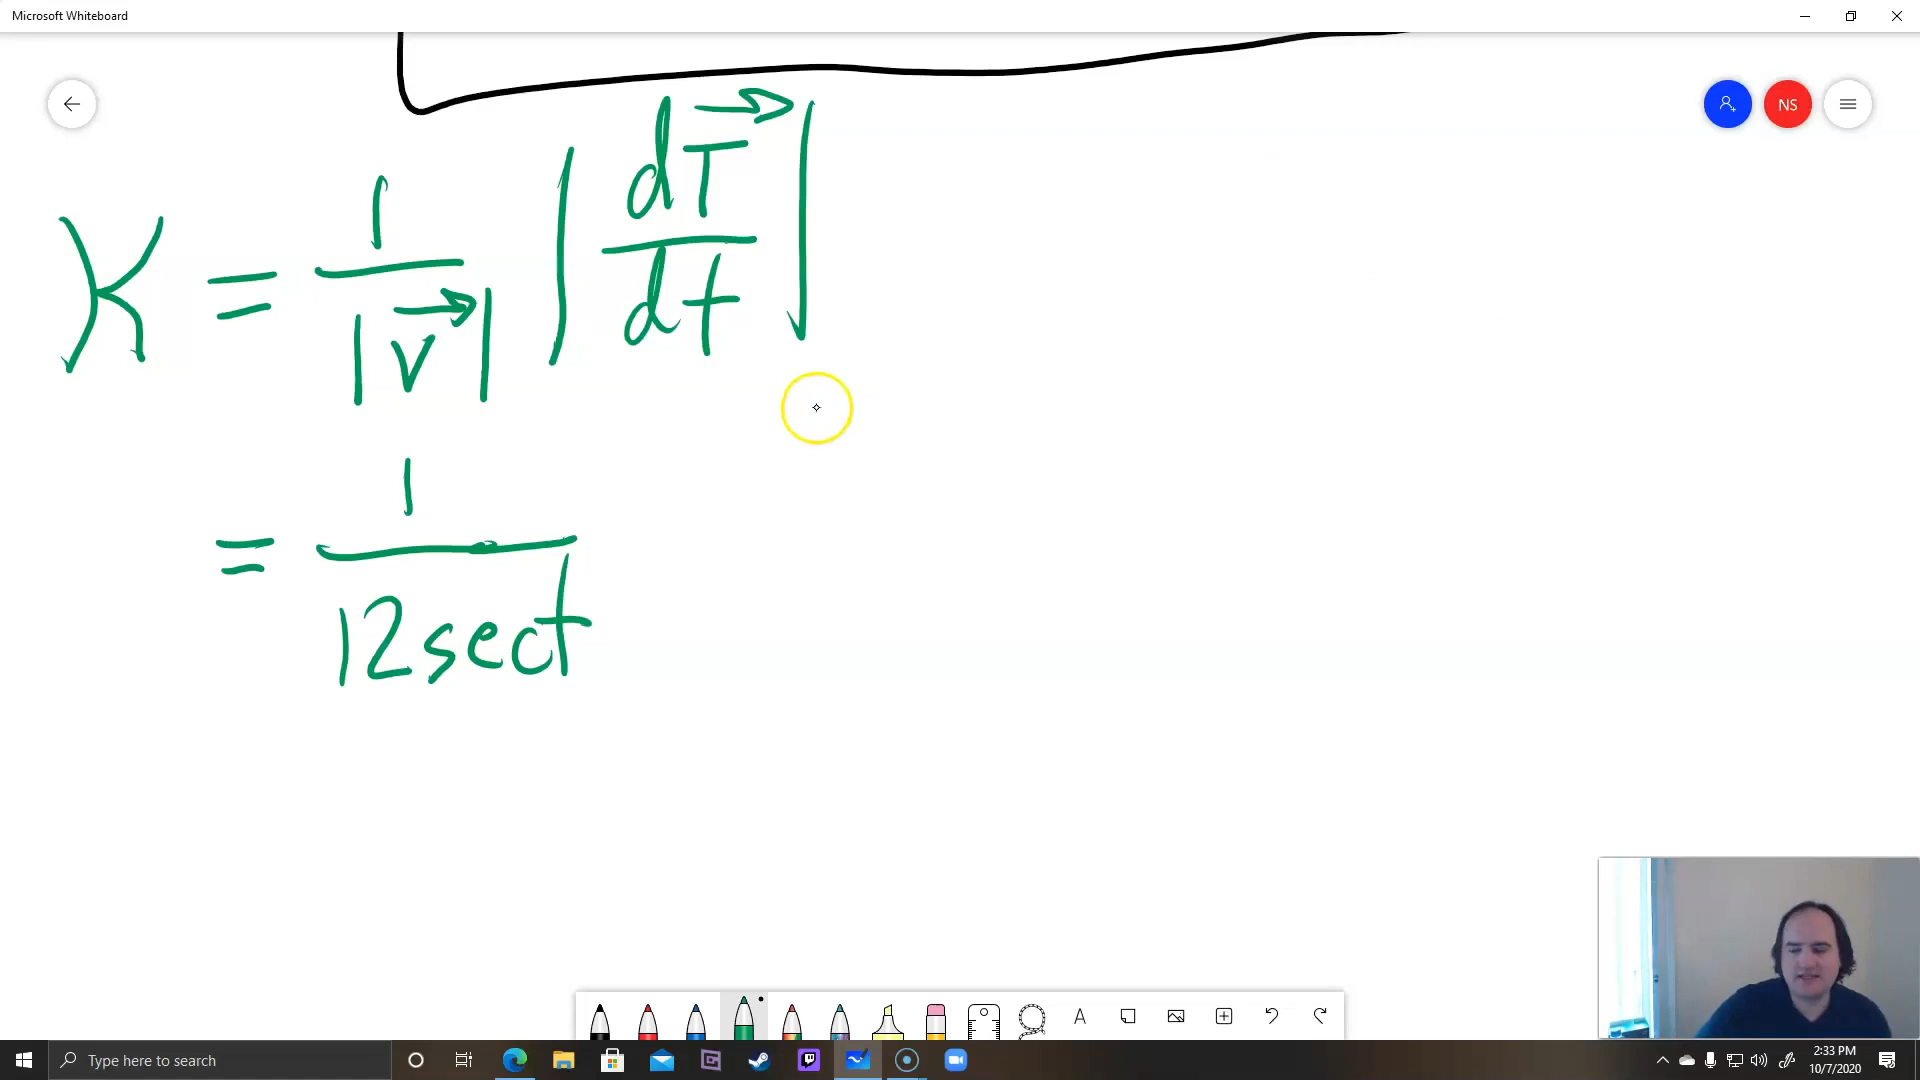 Microsoft Whiteboard
NS
K = 1/|v⃗| |dT⃗/dt|
= 1/12sect
A
Type here to search
2:33 PM
10/7/2020